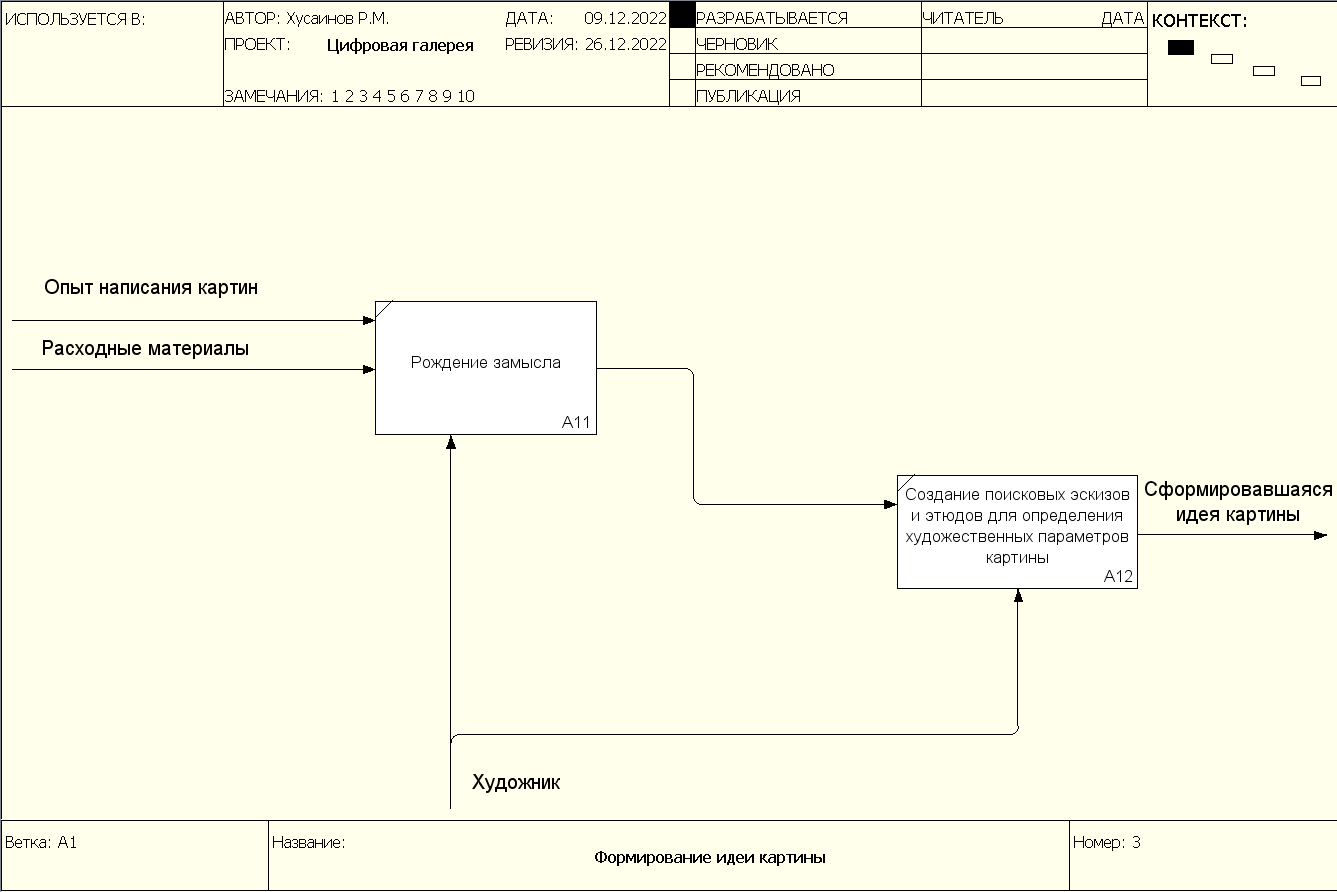 ИСПОЛЬЗУЕТСЯ В:
АВТОР: Хусаинов Р.М.
ДАТА: 09.12.2022
ПРОЕКТ: Цифровая галерея
РЕВИЗИЯ: 26.12.2022
ЗАМЕЧАНИЯ: 1 2 3 4 5 6 7 8 9 10
РАЗРАБАТЫВАЕТСЯ
ЧЕРНОВИК
РЕКОМЕНДОВАНО
ПУБЛИКАЦИЯ
ЧИТАТЕЛЬ ДАТА
КОНТЕКСТ:
Опыт написания картин
Расходные материалы
Рождение замысла
A11
Создание поисковых эскизов
и этюдов для определения
художественных параметров
картины
A12
Сформировавшаяся
идея картины
Художник
Ветка: A1
Название:
Формирование идеи картины
Номер: 3